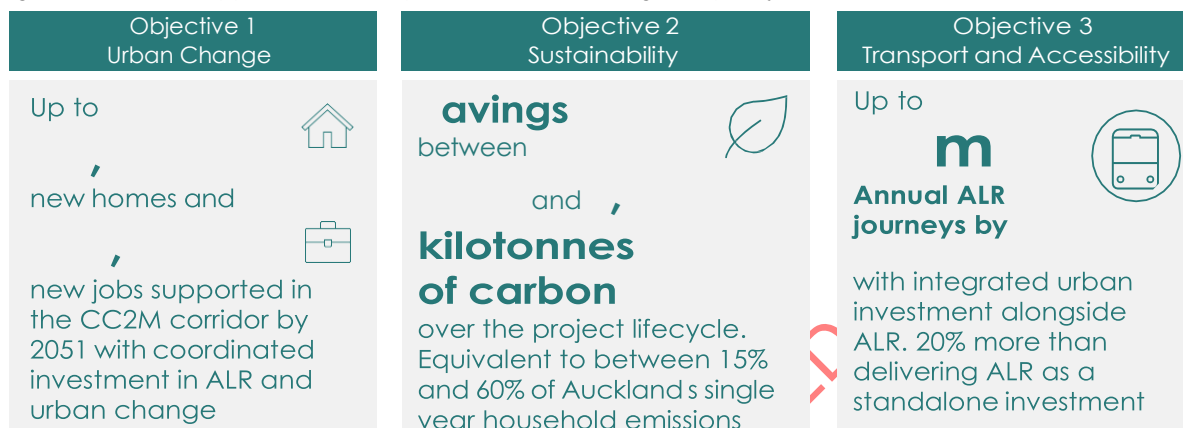 Objective 1
Urban Change
Up to
,
new homes and
,
new jobs supported in
the CC2M corridor by
2051 with coordinated
investment in ALR and
urban change
Objective 2
Sustainability
avings
between
and ,
kilotonnes
of carbon
over the project lifecycle.
Equivalent to between 15%
and 60% of Auckland s single
year household emissions
Objective 3
Transport and Accessibility
Up to
m
Annual ALR
journeys by
with integrated urban
investment alongside
ALR. 20% more than
delivering ALR as a
standalone investment